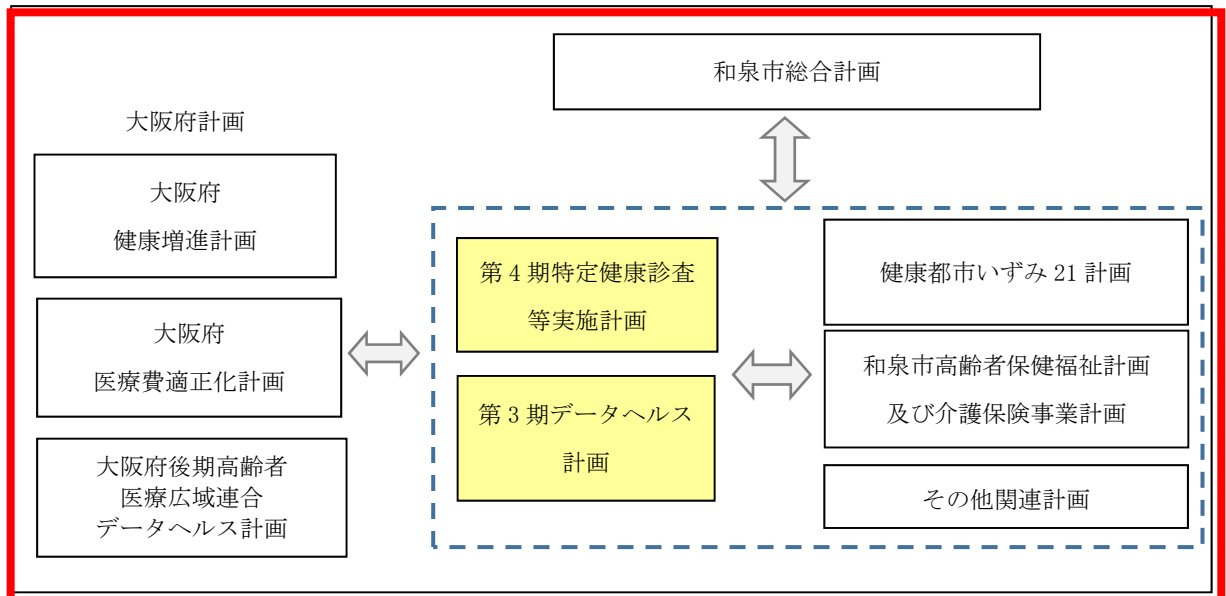 和泉市総合計画
大阪府計画
大阪府
健康増進計画
大阪府
医療費適正化計画
大阪府後期高齢者
医療広域連合
データヘルス計画
第4期特定健康診査
等実施計画
第3期データヘルス
計画
健康都市いずみ21計画
和泉市高齢者保健福祉計画
及び介護保険事業計画
その他関連計画